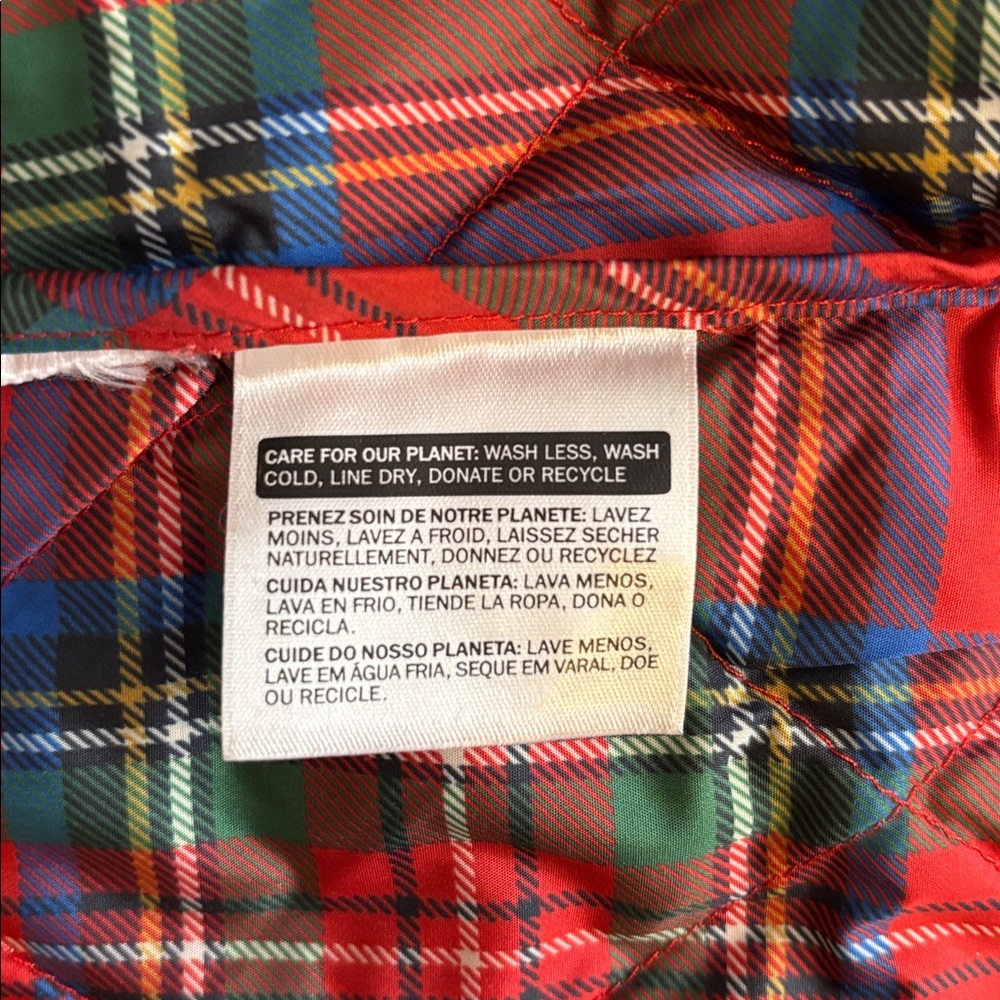 CARE FOR OUR PLANET: WASH LESS, WASH
COLD, LINE DRY, DONATE OR RECYCLE
PRENEZ SOIN DE NOTRE PLANETE: LAVEZ
MOINS, LAVEZ A FROID, LAISSEZ SECHER
NATURELLEMENT, DONNEZ OU RECYCLEZ
CUIDA NUESTRO PLANETA: LAVA MENOS,
LAVA EN FRIO, TIENDE LA ROPA, DONA O
RECICLA.
CUIDE DO NOSSO PLANETA: LAVE MENOS,
LAVE EM ÁGUA FRIA, SEQUE EM VARAL, DOE
OU RECICLE.